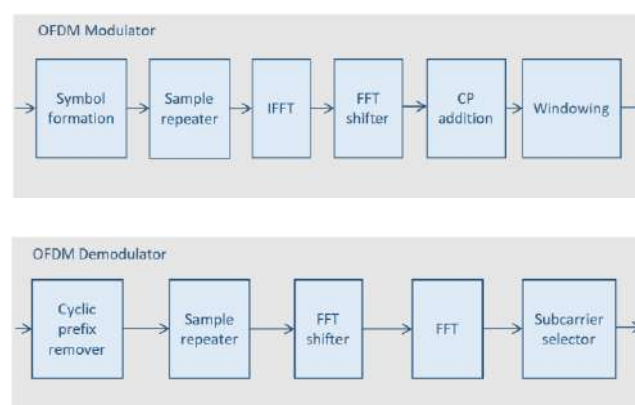 OFDM Modulator
Symbol
formation
Sample
repeater
IFFT
FFT
shifter
CP
addition
Windowing
OFDM Demodulator
Cyclic
prefix
remover
Sample
repeater
FFT
shifter
FFT
Subcarrier
selector